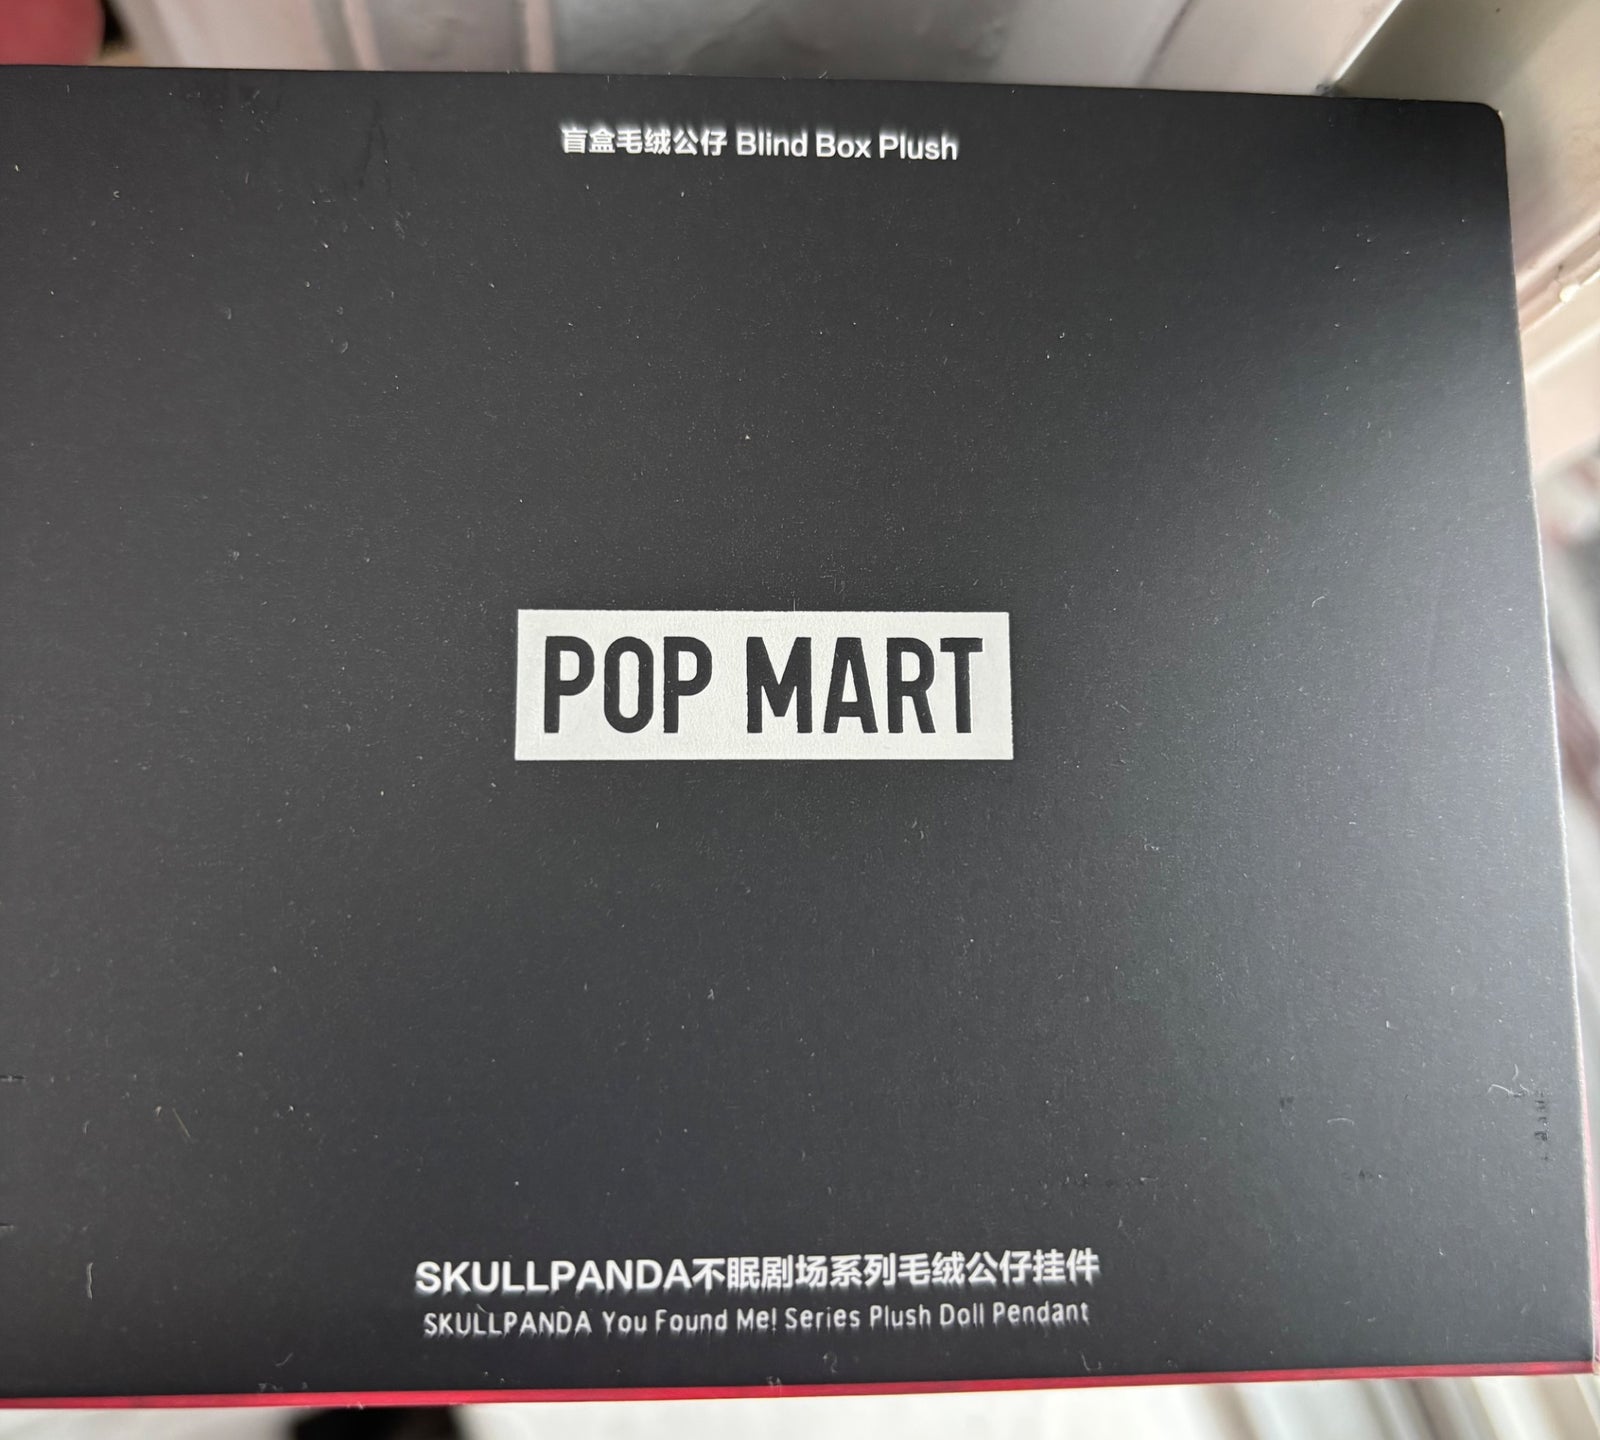 盲盒毛绒公仔 Blind Box Plush
POP MART
SKULLPANDA不眠剧场系列毛绒公仔挂件
SKULLPANDA You Found Me! Series Plush Doll Pendant